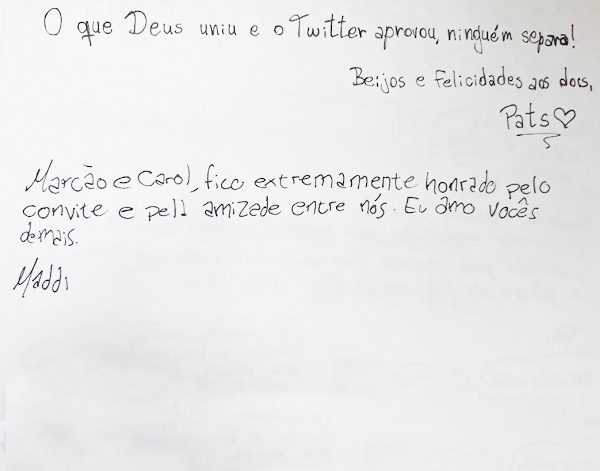 O que Deus uniu e o Twitter aprovou, ninguém separa!
Beijos e Felicidades aos dois,
Pats♡
Marcão e Carol, fico extremamente honrado pelo
convite e pela amizade entre nós. Eu amo vocês
demais.
Maddi